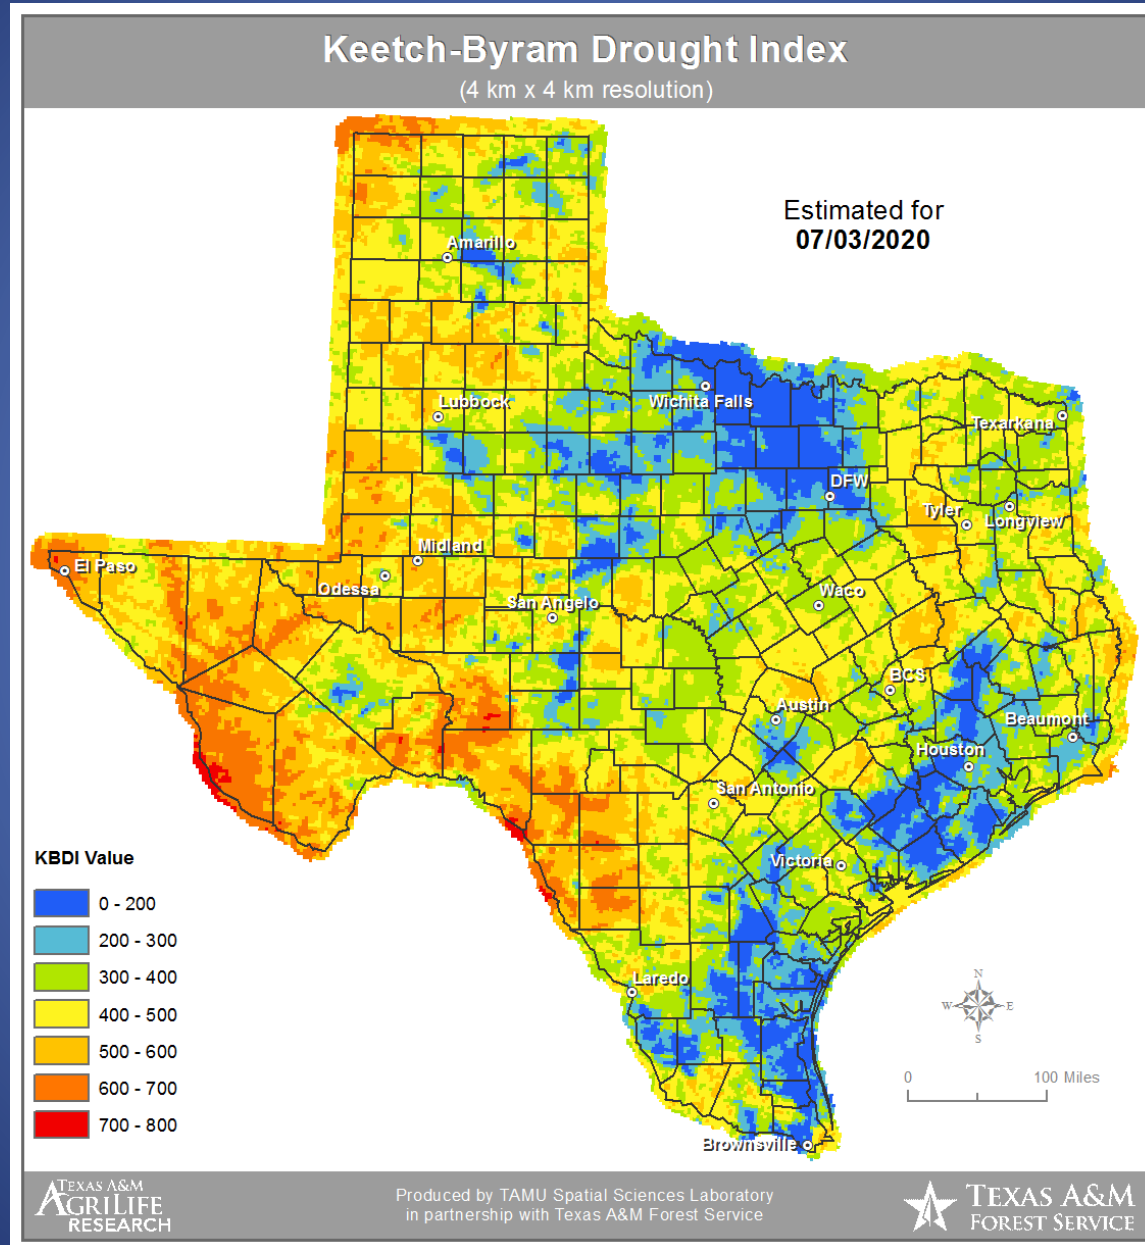 Keetch-Byram Drought Index
(4 km x 4 km resolution)
Estimated for
07/03/2020
Amarillo
Lubbock
Wichita Falls
Texarkana
DFW
Tyler
Longview
Midland
El Paso
Odessa
San Angelo
Waco
BCS
Austin
Beaumont
Houston
San Antonio
Victoria
Laredo
Brownsville
KBDI Value
0 - 200
200 - 300
300 - 400
400 - 500
500 - 600
600 - 700
700 - 800
N
W E
S
0 100 Miles
TEXAS A&M
AGRILIFE
RESEARCH
Produced by TAMU Spatial Sciences Laboratory
in partnership with Texas A&M Forest Service
TEXAS A&M
FOREST SERVICE